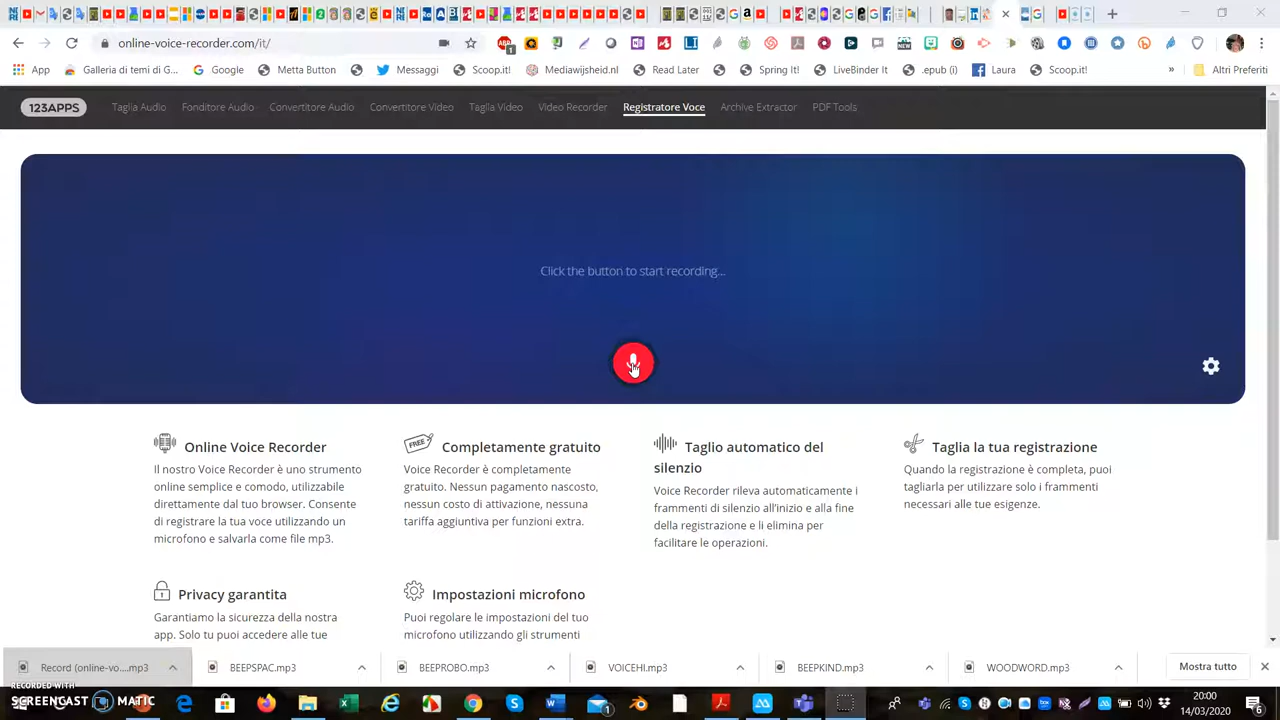 online-voice-recorder.com/it/
App Galleria di temi di G... Google Metta Button Messaggi Scoop.it! Mediawijsheid.nl Read Later Spring It! LiveBinder It .epub (i) Laura Scoop.it! » Altri Preferiti
123APPS Taglia Audio Fonditore Audio Convertitore Audio Convertitore Video Taglia Video Video Recorder Registratore Voce Archive Extractor PDF Tools
Click the button to start recording...
Online Voice Recorder
Il nostro Voice Recorder è uno strumento
online semplice e comodo, utilizzabile
direttamente dal tuo browser. Consente
di registrare la tua voce utilizzando un
microfono e salvarla come file mp3.
FREE
Completamente gratuito
Voice Recorder è completamente
gratuito. Nessun pagamento nascosto,
nessun costo di attivazione, nessuna
tariffa aggiuntiva per funzioni extra.
Taglio automatico del
silenzio
Voice Recorder rileva automaticamente i
frammenti di silenzio all'inizio e alla fine
della registrazione e li elimina per
facilitare le operazioni.
Taglia la tua registrazione
Quando la registrazione è completa, puoi
tagliarla per utilizzare solo i frammenti
necessari alle tue esigenze.
Privacy garantita
Garantiamo la sicurezza della nostra
app. Solo tu puoi accedere alle tue
Impostazioni microfono
Puoi regolare le impostazioni del tuo
microfono utilizzando gli strumenti
Record (online-vo....mp3 BEEPSPAC.mp3 BEEPROBO.mp3 VOICEHI.mp3 BEEPKIND.mp3 WOODWORD.mp3 Mostra tutto
RECORDED WITH
SCREENCAST MATIC
20:00
14/03/2020
6